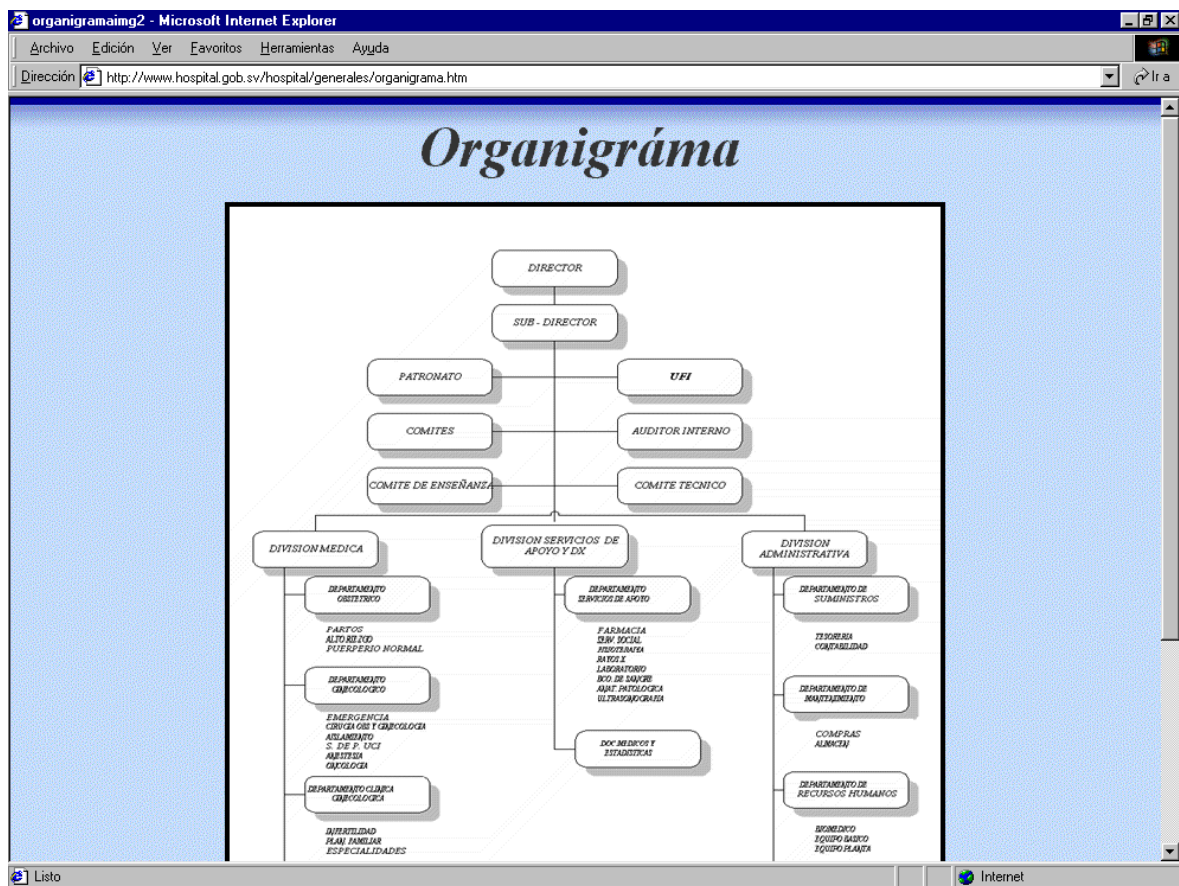 organigramaimg2 - Microsoft Internet Explorer
Archivo Edición Ver Favoritos Herramientas Ayuda
Dirección http://www.hospital.gob.sv/hospital/generales/organigrama.htm Ir a
Organigráma
DIRECTOR
SUB - DIRECTOR
PATRONATO
UFI
COMITES
AUDITOR INTERNO
COMITE DE ENSEÑANZA
COMITE TECNICO
DIVISION MEDICA
DIVISION SERVICIOS DE
APOYO Y DX
DIVISION
ADMINISTRATIVA
DEPARTAMENTO
OBSTETRICO
PARTOS
ALTO RIEZGO
PUERPERIO NORMAL
DEPARTAMENTO
GINECOLOGICO
EMERGENCIA
CIRUGIA OBS Y GINECOLOGIA
AISLAMIENTO
S. DE P. UCI
ANESTESIA
ONCOLOGIA
DEPARTAMENTO CLINICA
GINECOLOGICA
INFERTILIDAD
PLAN. FAMILIAR
ESPECIALIDADES
DEPARTAMENTO
SERVICIOS DE APOYO
FARMACIA
SERV. SOCIAL
FISIOTERAPIA
RAYOS X
LABORATORIO
BCO. DE SANGRE
ANAT. PATOLOGICA
ULTRASONOGRAFIA
DOC MEDICOS Y
ESTADISTICAS
DEPARTAMENTO DE
SUMINISTROS
TESORERIA
CONTABILIDAD
DEPARTAMENTO DE
MANTENIMIENTO
COMPRAS
ALMACEN
DEPARTAMENTO DE
RECURSOS HUMANOS
BIOMEDICO
EQUIPO BASICO
EQUIPO PLANTA
Listo
Internet